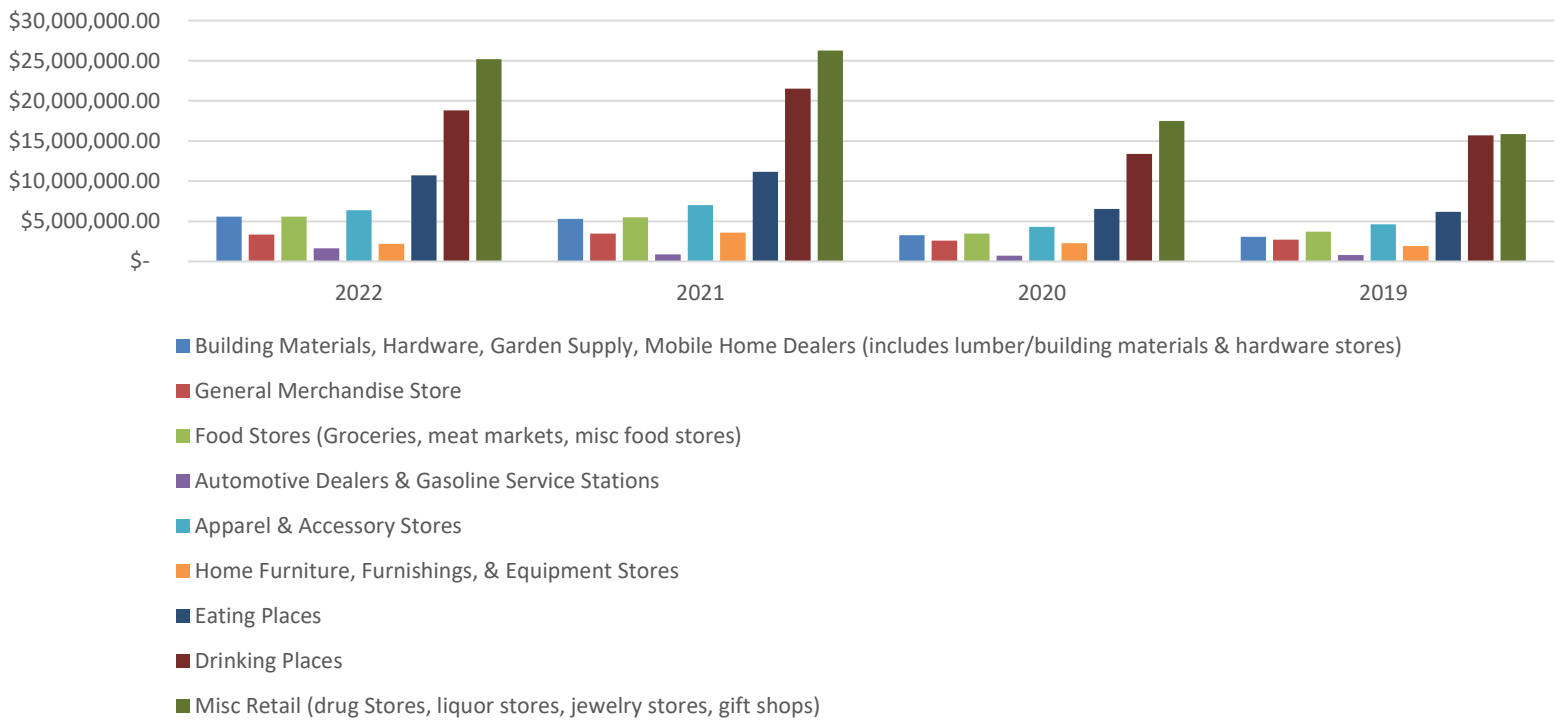 $30,000,000.00
$25,000,000.00
$20,000,000.00
$15,000,000.00
$10,000,000.00
$5,000,000.00
$-
2022 2021 2020 2019
Building Materials, Hardware, Garden Supply, Mobile Home Dealers (includes lumber/building materials & hardware stores)
General Merchandise Store
Food Stores (Groceries, meat markets, misc food stores)
Automotive Dealers & Gasoline Service Stations
Apparel & Accessory Stores
Home Furniture, Furnishings, & Equipment Stores
Eating Places
Drinking Places
Misc Retail (drug Stores, liquor stores, jewelry stores, gift shops)